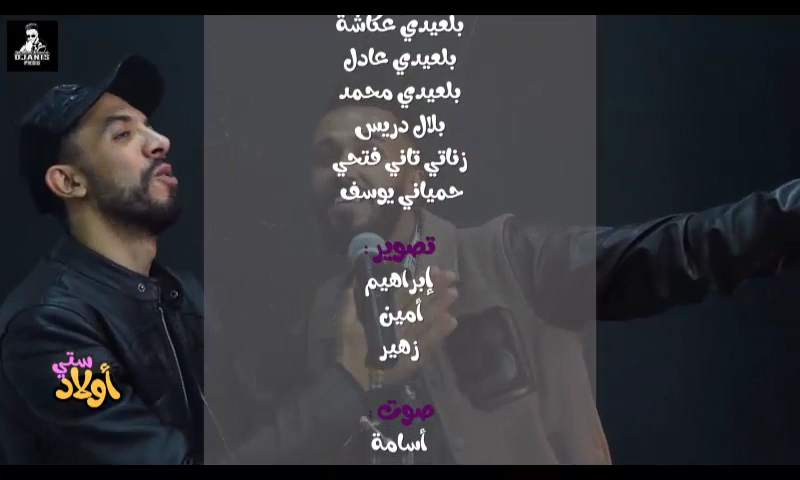 DJANIS
PROD
بلعيدي عكاشة
بلعيدي عادل
بلعيدي محمد
بلال دريس
زناتي تاني فتحي
حمياني يوسف
تصوير :
إبراهيم
أمين
زهير
صوت :
أسامة
ستي
أولاد